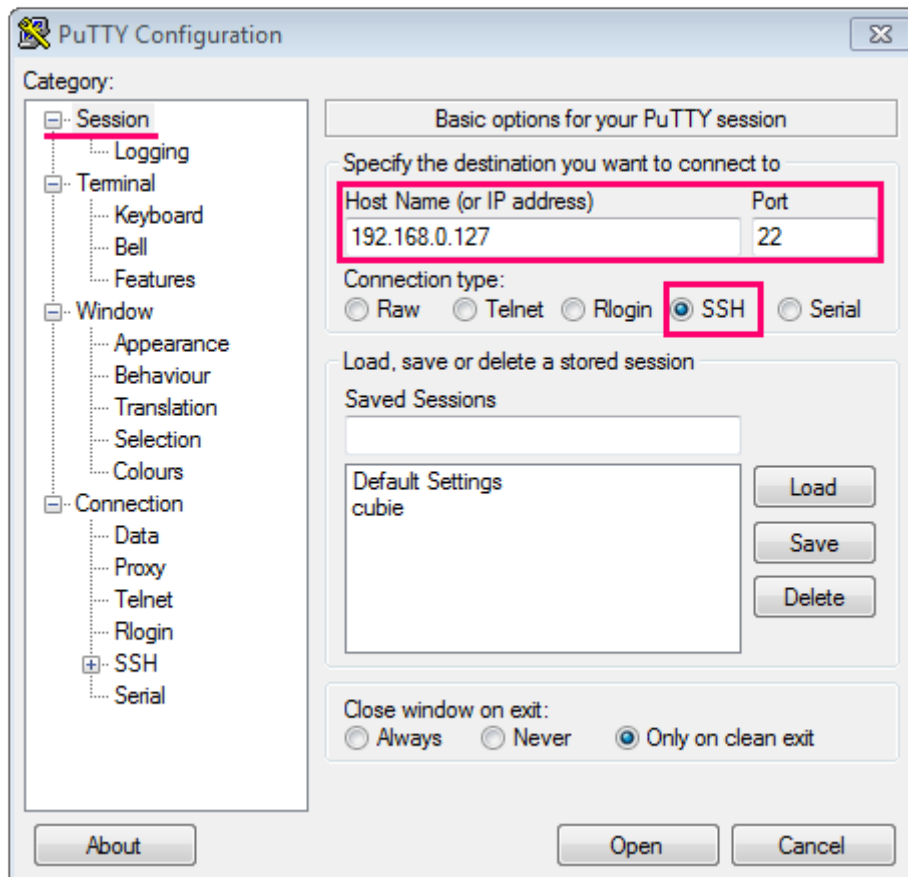 PuTTY Configuration
Category:
Session
Logging
Terminal
Keyboard
Bell
Features
Window
Appearance
Behaviour
Translation
Selection
Colours
Connection
Data
Proxy
Telnet
Rlogin
SSH
Serial
Basic options for your PuTTY session
Specify the destination you want to connect to
Host Name (or IP address) Port
192.168.0.127 22
Connection type:
Raw Telnet Rlogin SSH Serial
Load, save or delete a stored session
Saved Sessions
Default Settings
cubie
Load
Save
Delete
Close window on exit:
Always Never Only on clean exit
About Open Cancel